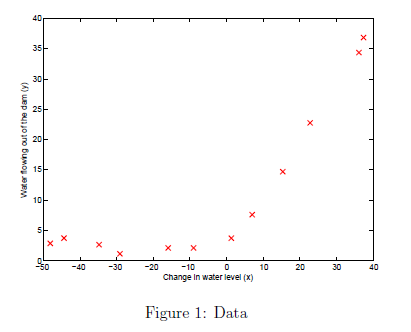 40
35
30
25
20
15
10
5
0
Water flowing out of the dam (y)
-50 -40 -30 -20 -10 0 10 20 30 40
Change in water level (x)
Figure 1: Data